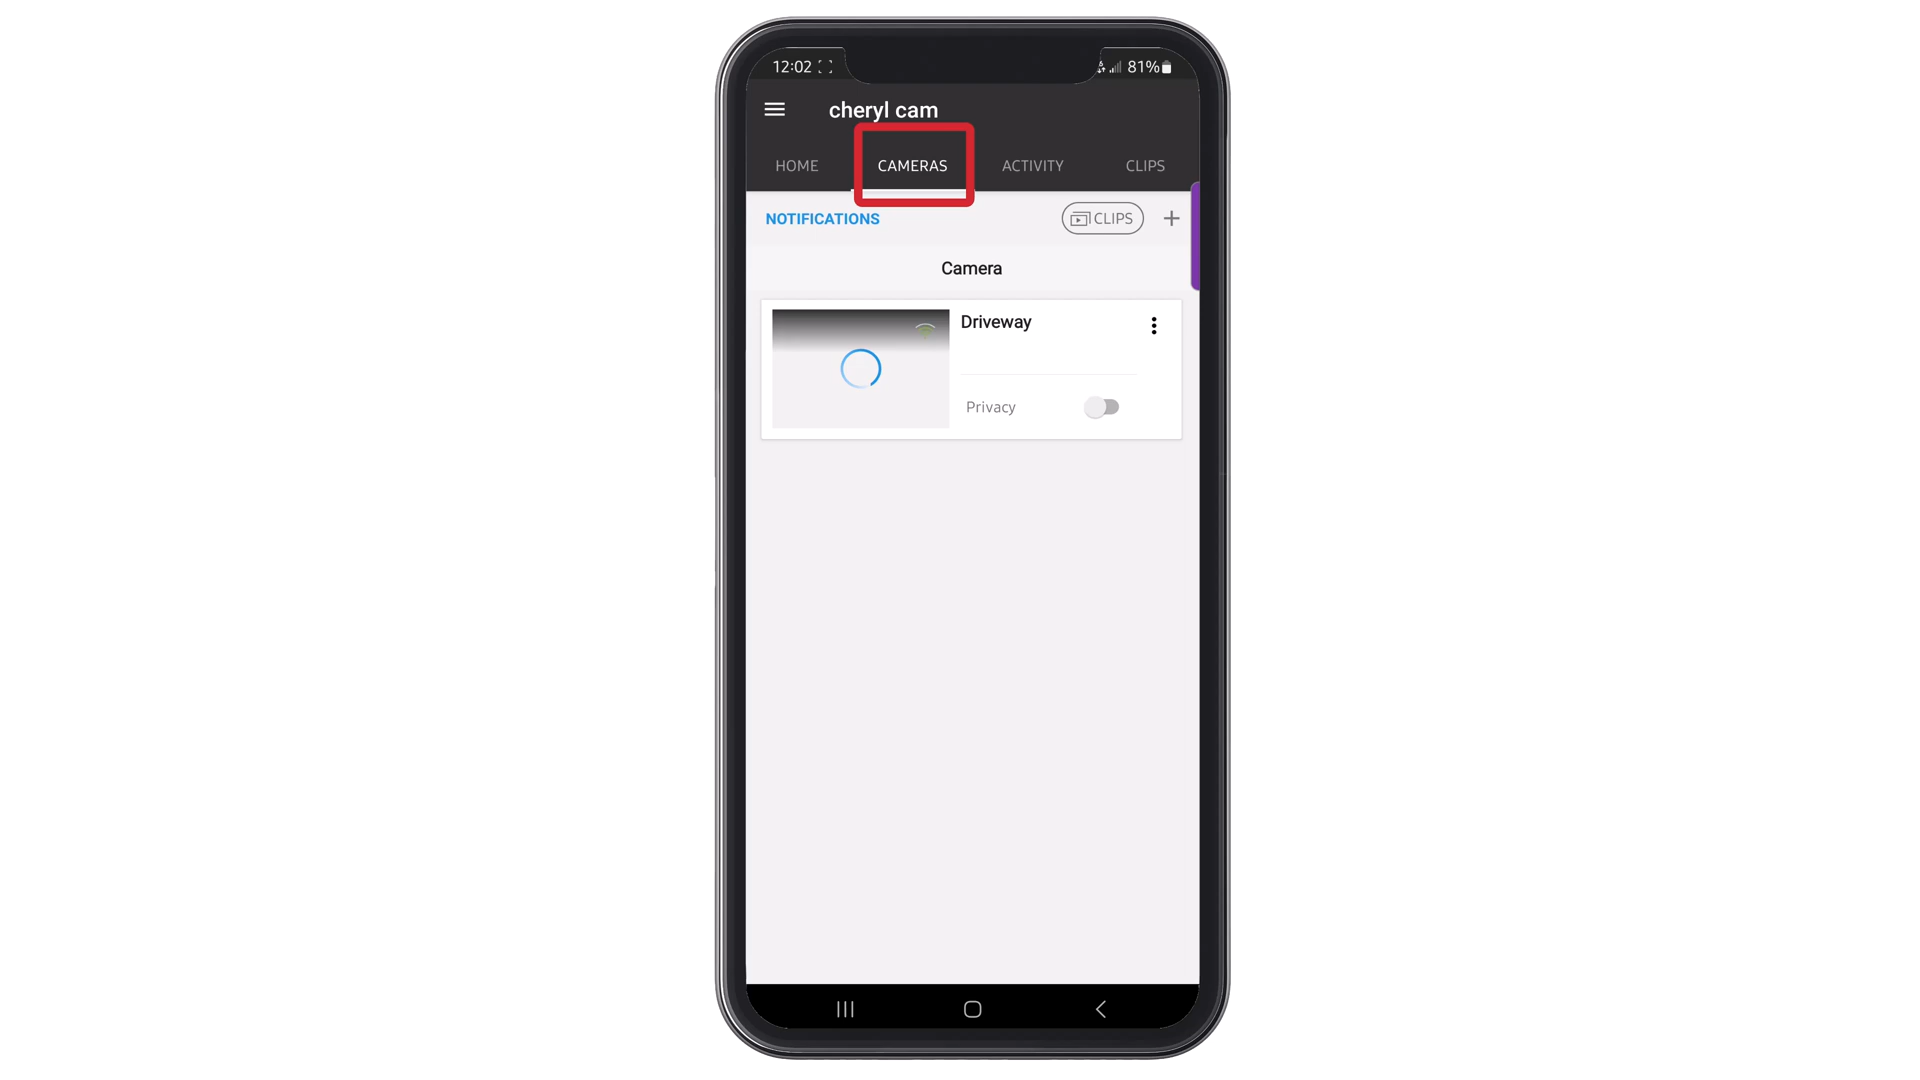 12:02 81%
cheryl cam
HOME CAMERAS ACTIVITY CLIPS
NOTIFICATIONS CLIPS
Camera
Driveway
Privacy